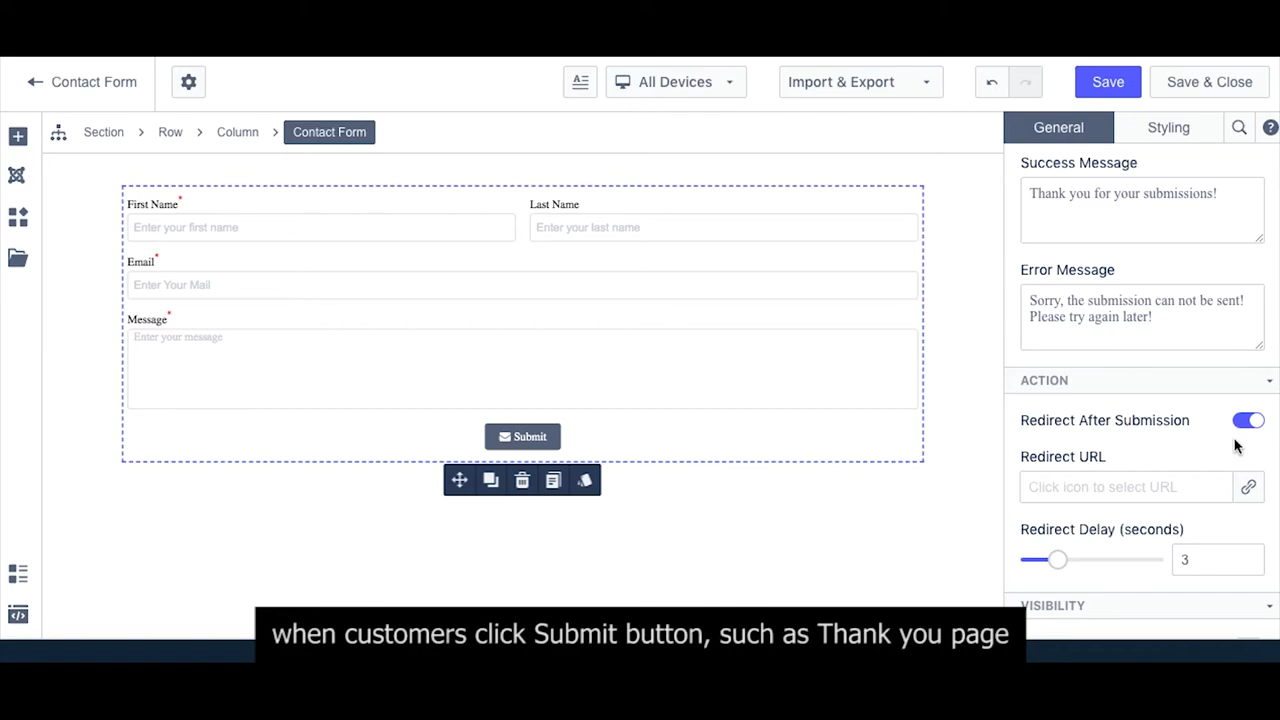 Contact Form
All Devices
Import & Export
Save
Save & Close
Section
Row
Column
Contact Form
General
Styling
First Name*
Last Name
Enter your first name
Enter your last name
Email*
Enter Your Mail
Message*
Enter your message
Submit
Success Message
Thank you for your submissions!
Error Message
Sorry, the submission can not be sent!
Please try again later!
ACTION
Redirect After Submission
Redirect URL
Click icon to select URL
Redirect Delay (seconds)
3
VISIBILITY
when customers click Submit button, such as Thank you page